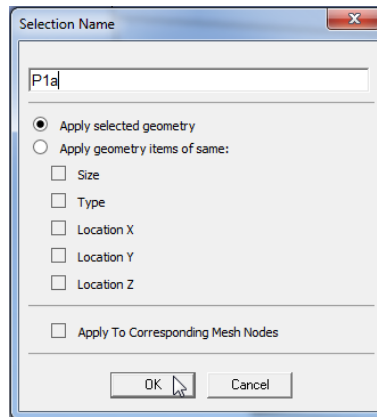 Selection Name
P1a
Apply selected geometry
Apply geometry items of same:
Size
Type
Location X
Location Y
Location Z
Apply To Corresponding Mesh Nodes
OK Cancel